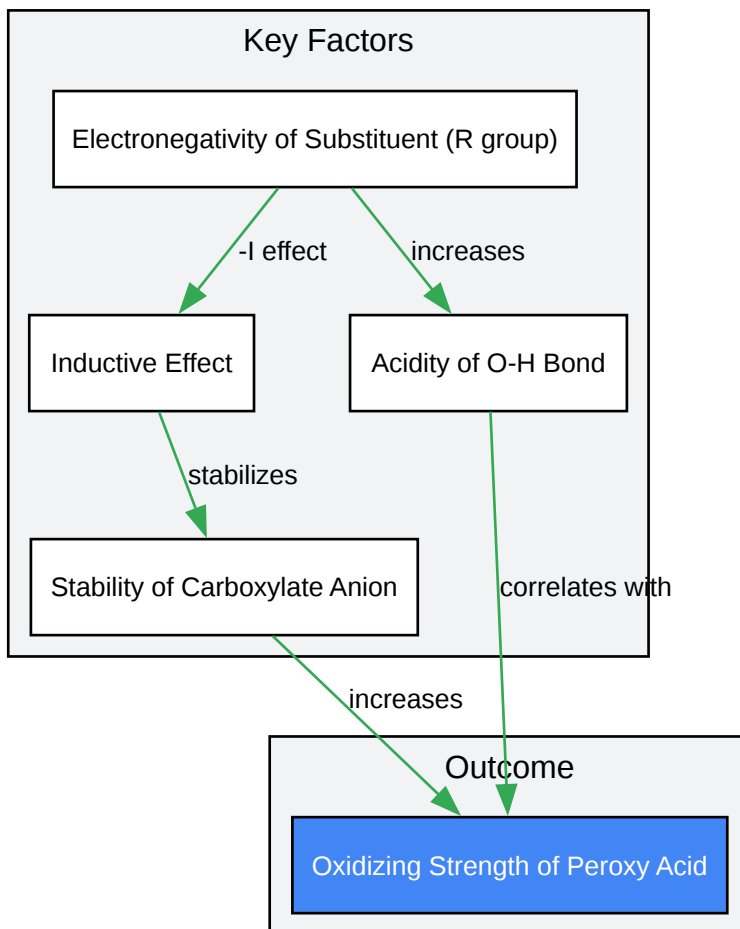 Key Factors
Electronegativity of Substituent (R group)
-I effect
increases
Inductive Effect
Acidity of O-H Bond
stabilizes
Stability of Carboxylate Anion
correlates with
increases
Outcome
Oxidizing Strength of Peroxy Acid